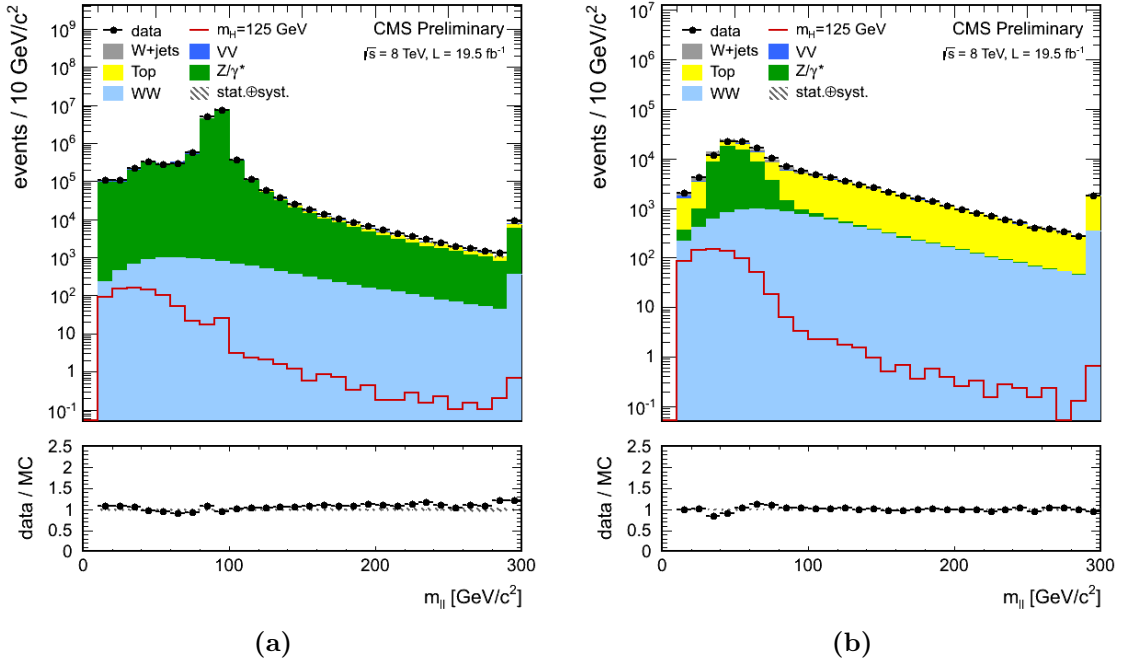 CMS Preliminary
√s = 8 TeV, L = 19.5 fb⁻¹
data
m_H=125 GeV
W+jets
VV
Top
Z/γ*
WW
stat.⊕syst.
events / 10 GeV/c²
10⁹
10⁸
10⁷
10⁶
10⁵
10⁴
10³
10²
10
1
10⁻¹
data / MC
2.5
2
1.5
1
0.5
0
0 100 200 300
m_ll [GeV/c²]
(a)
CMS Preliminary
√s = 8 TeV, L = 19.5 fb⁻¹
data
m_H=125 GeV
W+jets
VV
Top
Z/γ*
WW
stat.⊕syst.
events / 10 GeV/c²
10⁷
10⁶
10⁵
10⁴
10³
10²
10
1
10⁻¹
data / MC
2.5
2
1.5
1
0.5
0
0 100 200 300
m_ll [GeV/c²]
(b)